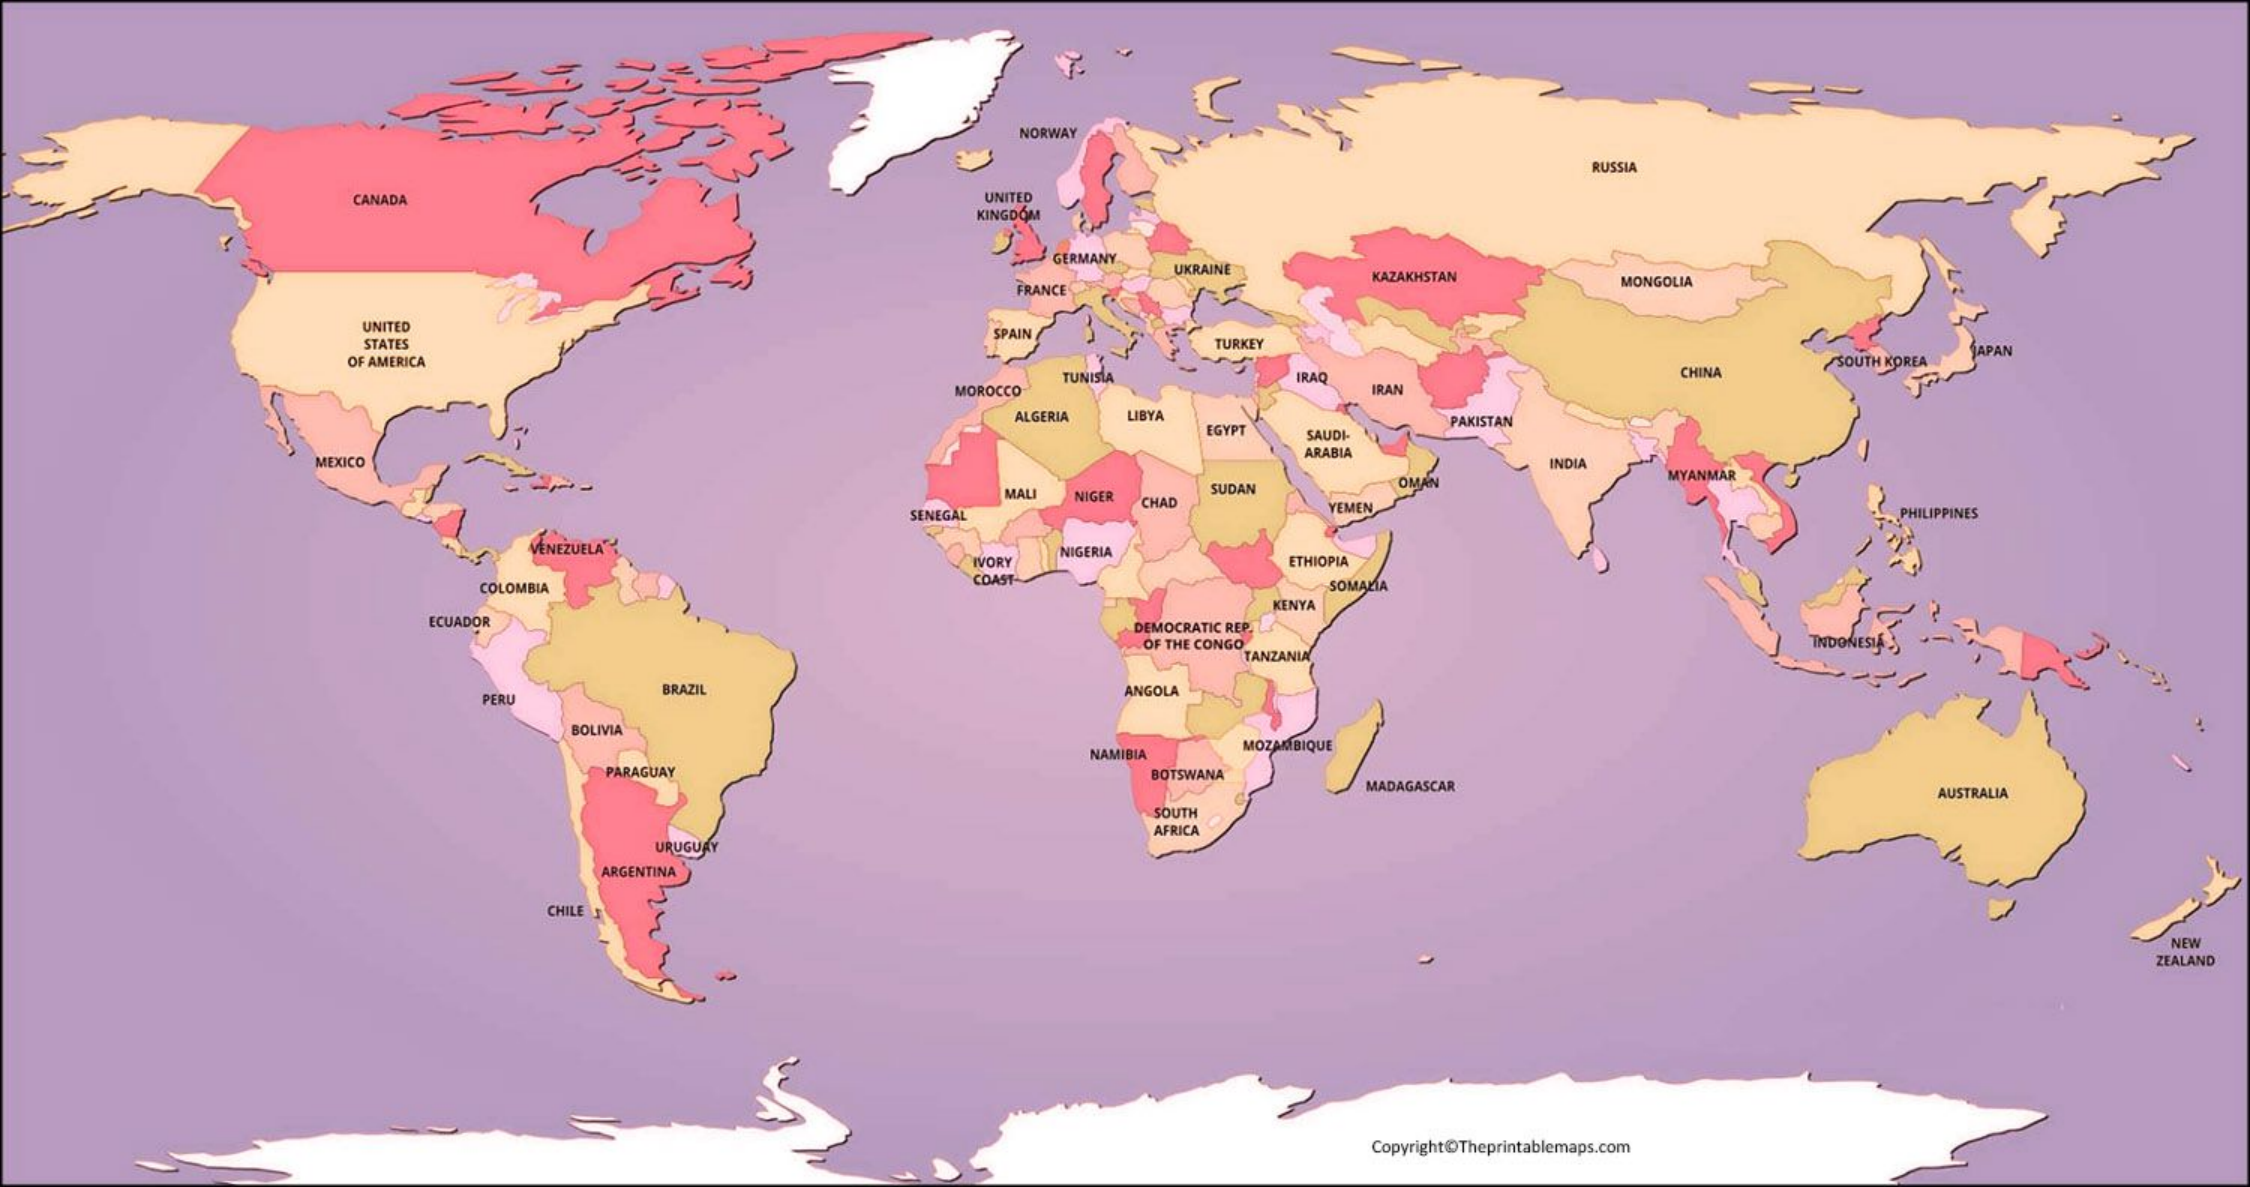 NORWAY
RUSSIA
CANADA
UNITED
KINGDOM
GERMANY
UKRAINE
KAZAKHSTAN
MONGOLIA
FRANCE
UNITED
STATES
OF AMERICA
SPAIN
TURKEY
SOUTH KOREA
JAPAN
CHINA
MOROCCO
TUNISIA
IRAQ
IRAN
ALGERIA
LIBYA
EGYPT
PAKISTAN
SAUDI-
ARABIA
MEXICO
INDIA
MYANMAR
OMAN
MALI
NIGER
CHAD
SUDAN
YEMEN
SENEGAL
PHILIPPINES
VENEZUELA
NIGERIA
IVORY
COAST
ETHIOPIA
COLOMBIA
SOMALIA
KENYA
ECUADOR
DEMOCRATIC REP.
OF THE CONGO
INDONESIA
TANZANIA
BRAZIL
ANGOLA
PERU
BOLIVIA
MOZAMBIQUE
NAMIBIA
PARAGUAY
BOTSWANA
MADAGASCAR
AUSTRALIA
SOUTH
AFRICA
URUGUAY
ARGENTINA
CHILE
NEW
ZEALAND
Copyright©Theprintablemaps.com